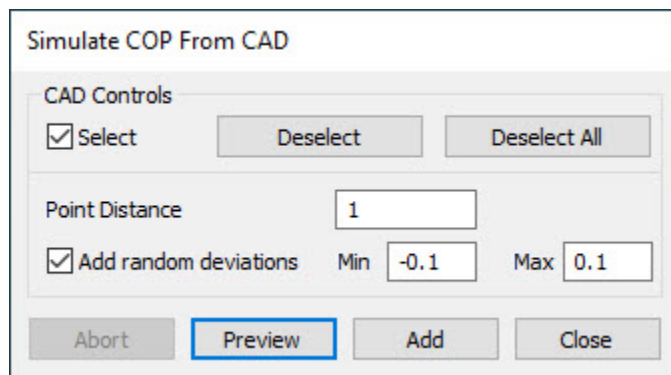 Simulate COP From CAD
CAD Controls
Select Deselect Deselect All
Point Distance 1
Add random deviations Min -0.1 Max 0.1
Abort Preview Add Close